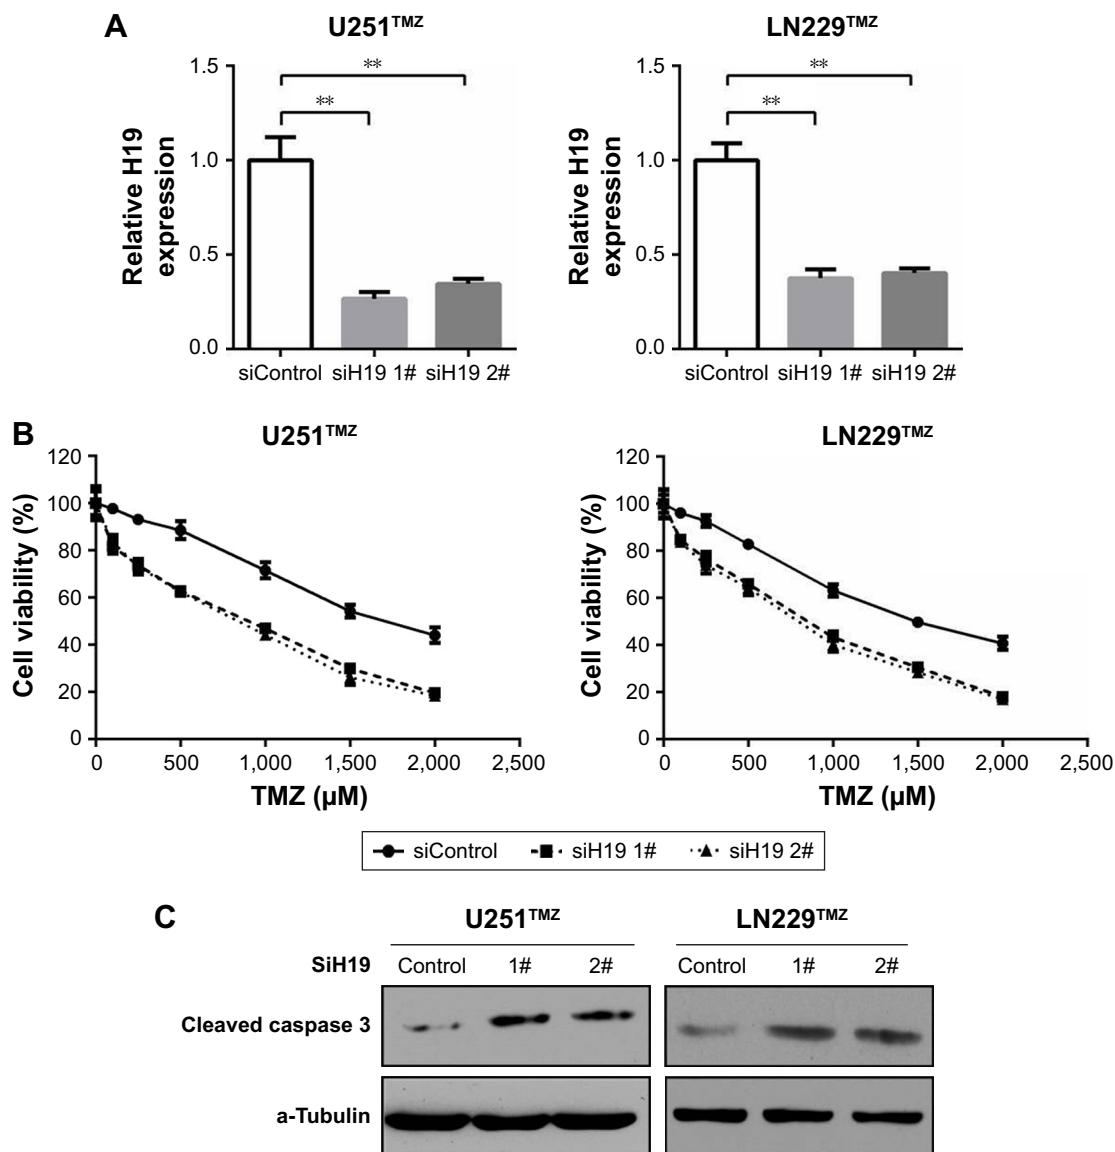 A
U251TMZ
LN229TMZ
Relative H19
expression
1.5
1.0
0.5
0.0
**
**
siControl siH19 1# siH19 2#
Relative H19
expression
1.5
1.0
0.5
0.0
**
**
siControl siH19 1# siH19 2#
B
U251TMZ
LN229TMZ
Cell viability (%)
120
100
80
60
40
20
0
0 500 1,000 1,500 2,000 2,500
TMZ (µM)
Cell viability (%)
120
100
80
60
40
20
0
0 500 1,000 1,500 2,000 2,500
TMZ (µM)
siControl siH19 1# siH19 2#
C
U251TMZ
LN229TMZ
SiH19 Control 1# 2# Control 1# 2#
Cleaved caspase 3
a-Tubulin